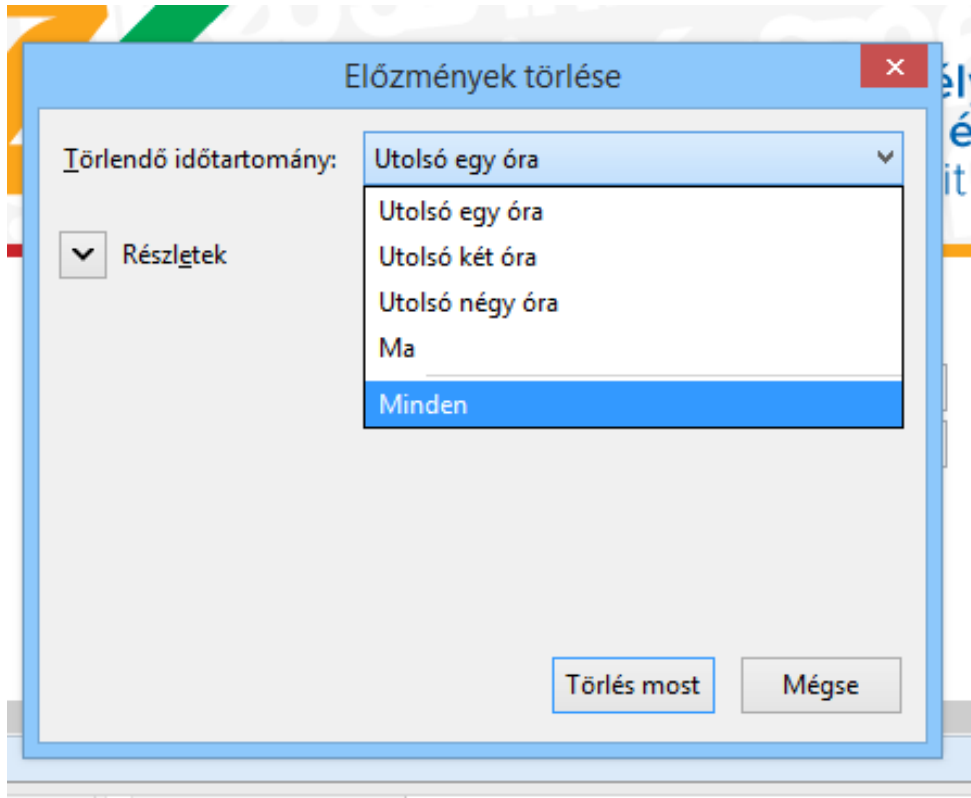 Előzmények törlése
Törlendő időtartomány: Utolsó egy óra
Utolsó egy óra
Részletek
Utolsó két óra
Utolsó négy óra
Ma
Minden
Törlés most
Mégse